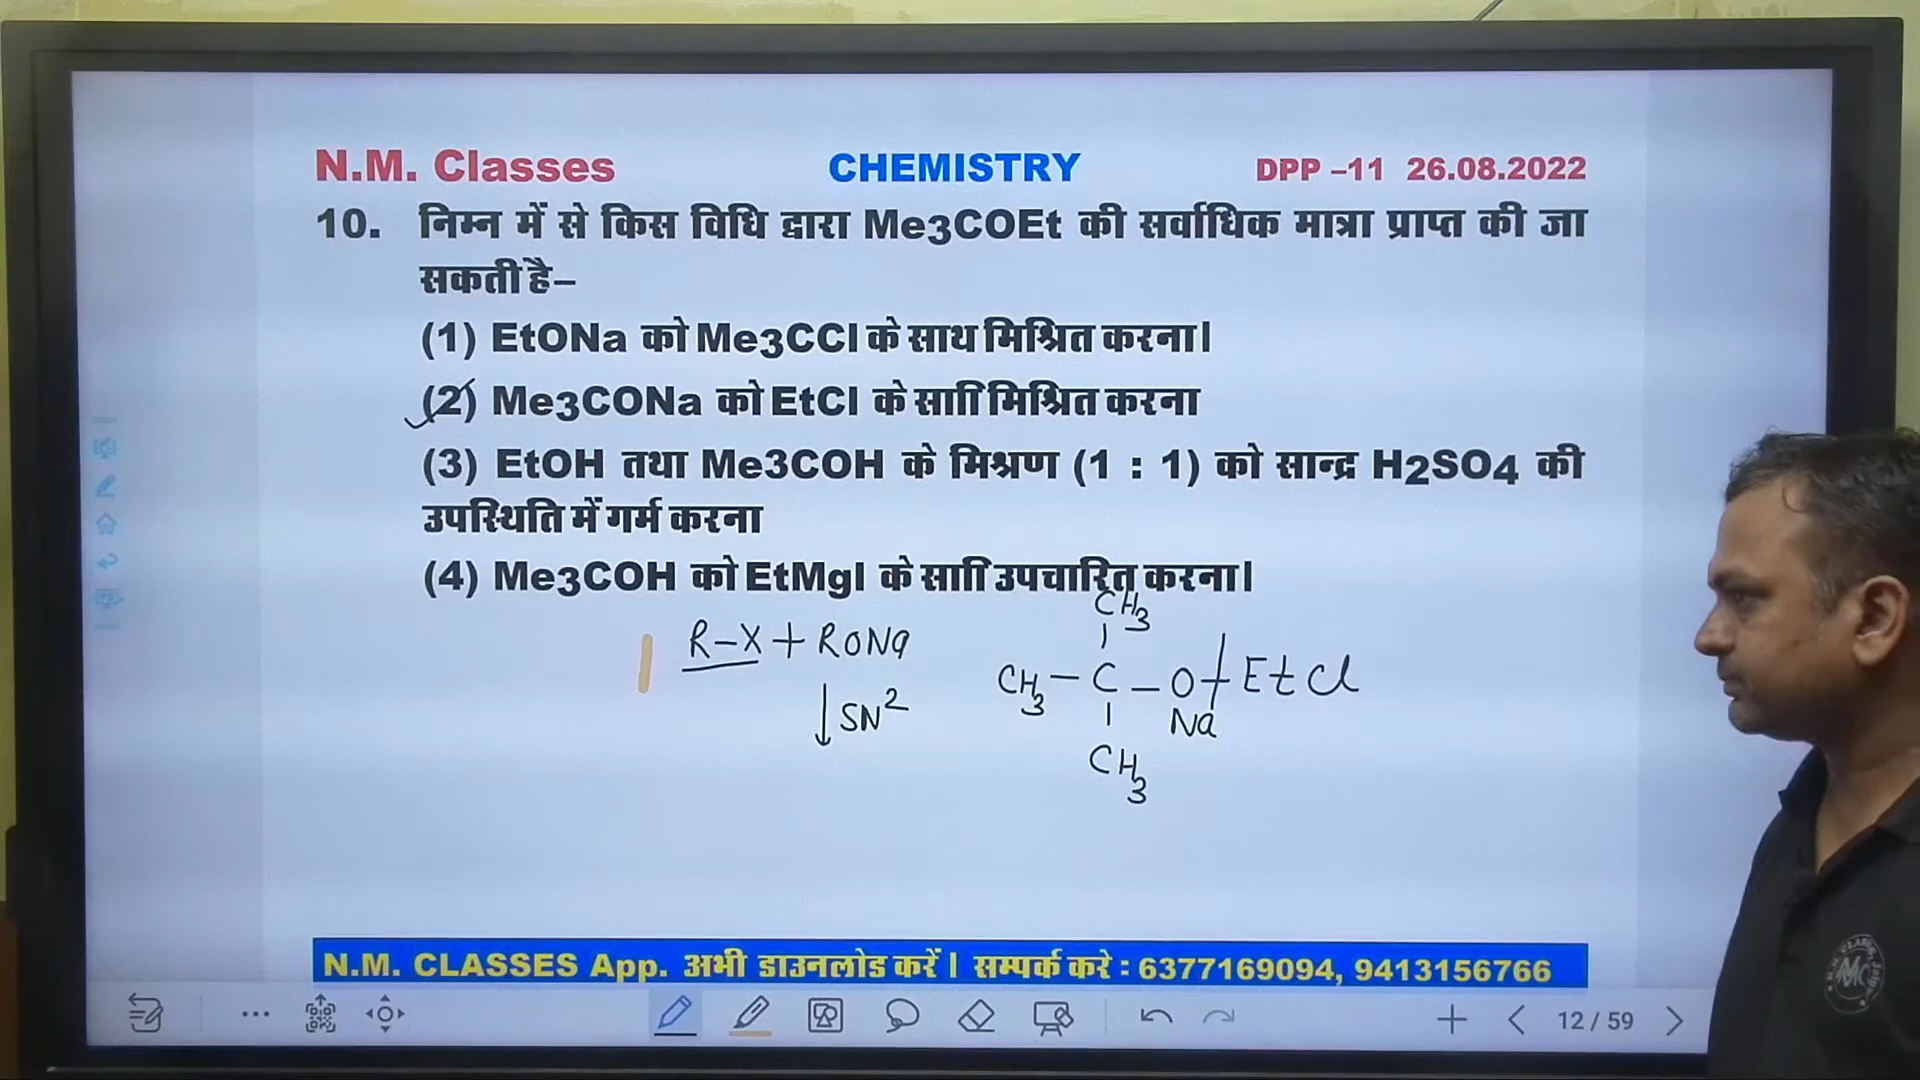 N.M. Classes CHEMISTRY DPP –11 26.08.2022
10. निम्न में से किस विधि द्वारा Me3COEt की सर्वाधिक मात्रा प्राप्त की जा
सकती है–
(1) EtONa को Me3CCl के साथ मिश्रित करना।
(2) Me3CONa को EtCl के सााि मिश्रित करना
(3) EtOH तथा Me3COH के मिश्रण (1 : 1) को सान्द्र H2SO4 की
उपस्थिति में गर्म करना
(4) Me3COH को EtMgI के सााि उपचारित करना।
CH3
R–X + RONa
CH3 – C – O Et Cl
↓ SN2
Na
CH3
N.M. CLASSES App. अभी डाउनलोड करें । सम्पर्क करे : 6377169094, 9413156766
12 / 59